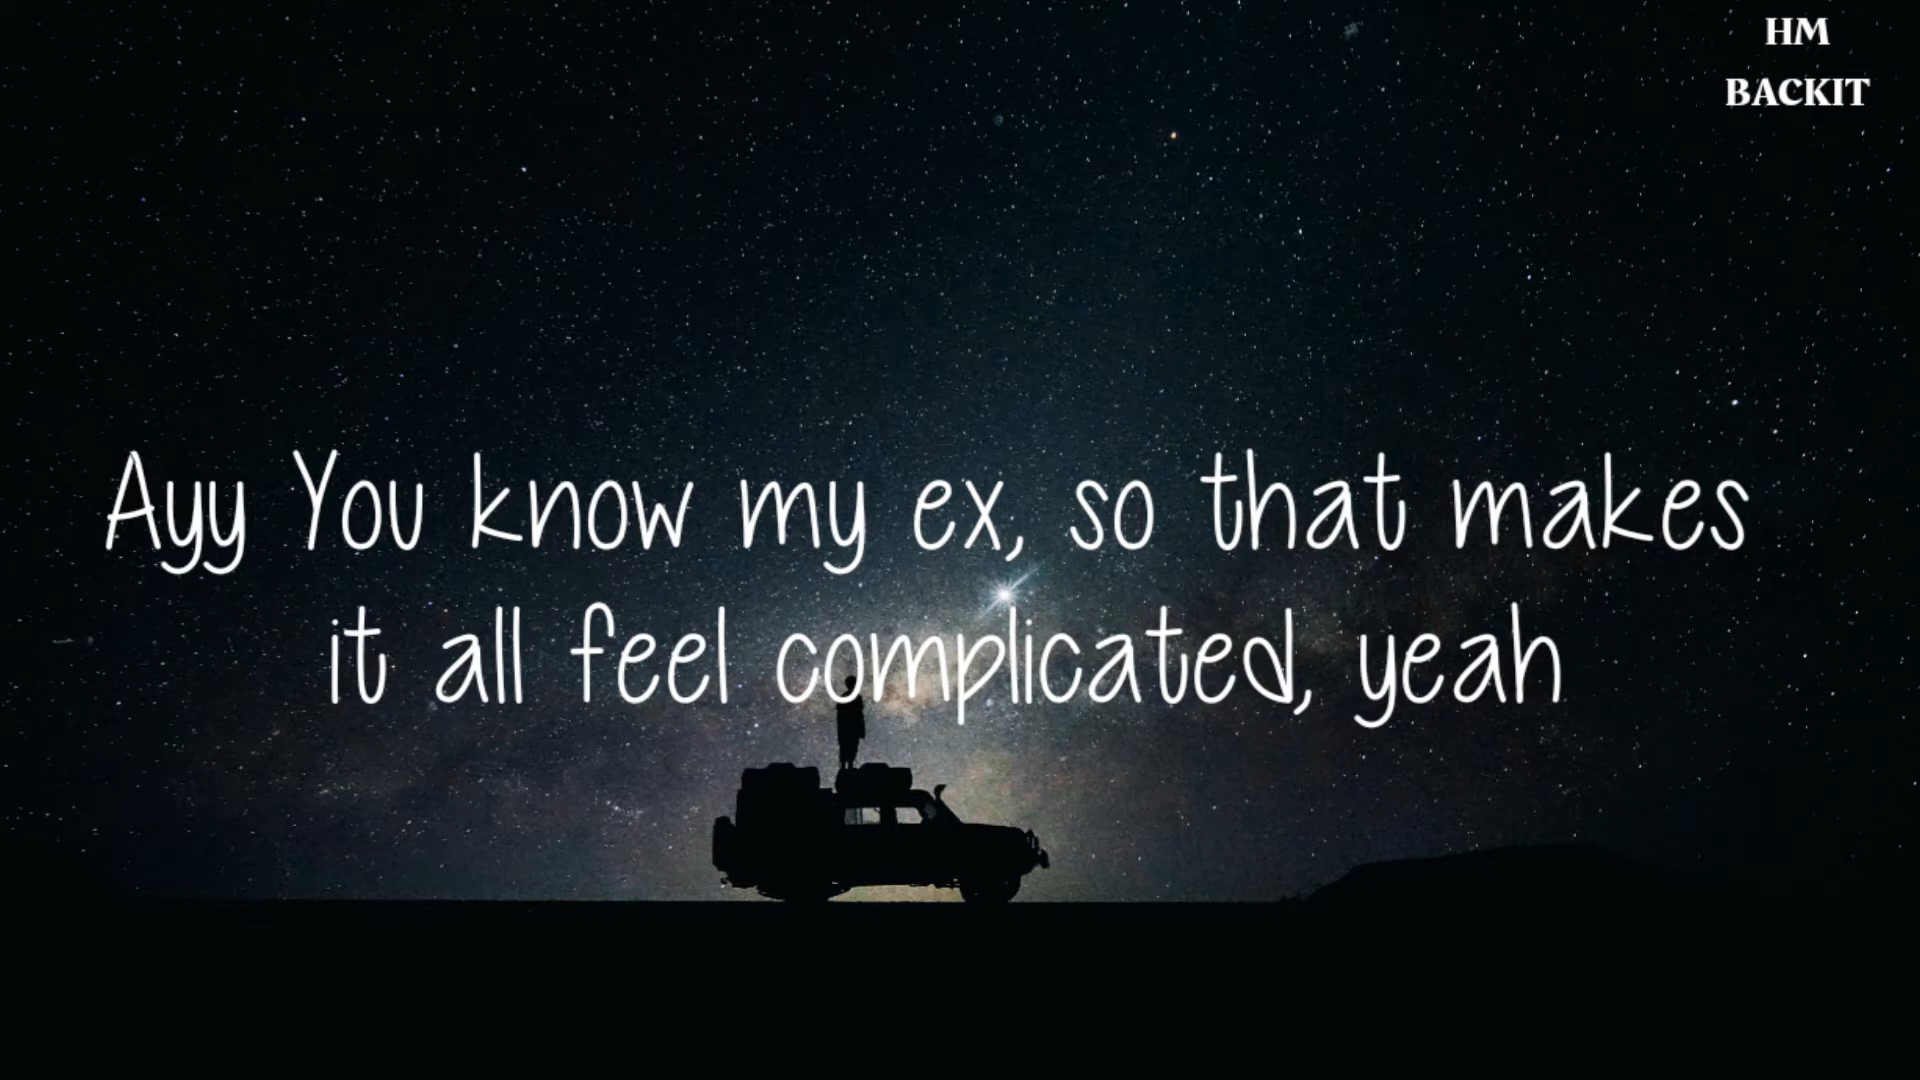 HM
BACKIT
Ayy You know my ex, so that makes
it all feel complicated, yeah